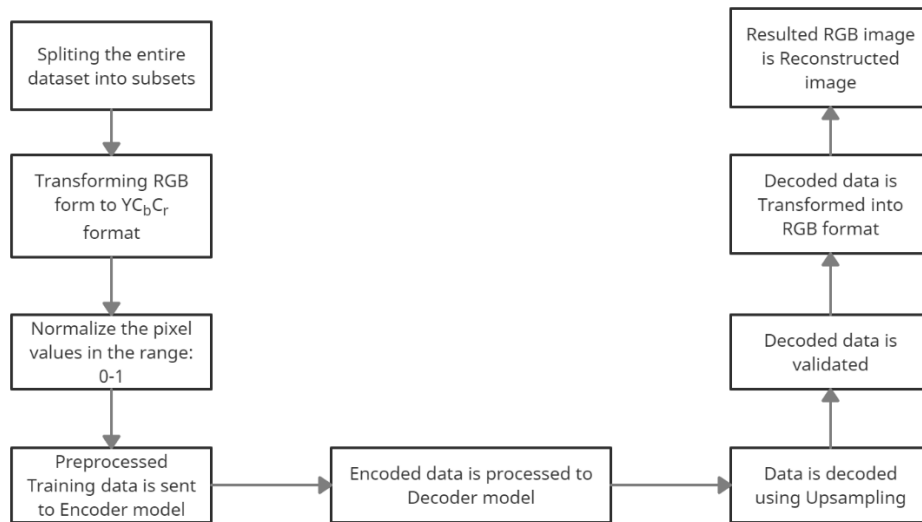 Spliting the entire
dataset into subsets
Transforming RGB
form to YCbCr
format
Normalize the pixel
values in the range:
0-1
Preprocessed
Training data is sent
to Encoder model
Encoded data is processed to
Decoder model
Data is decoded
using Upsampling
Decoded data is
validated
Decoded data is
Transformed into
RGB format
Resulted RGB image
is Reconstructed
image